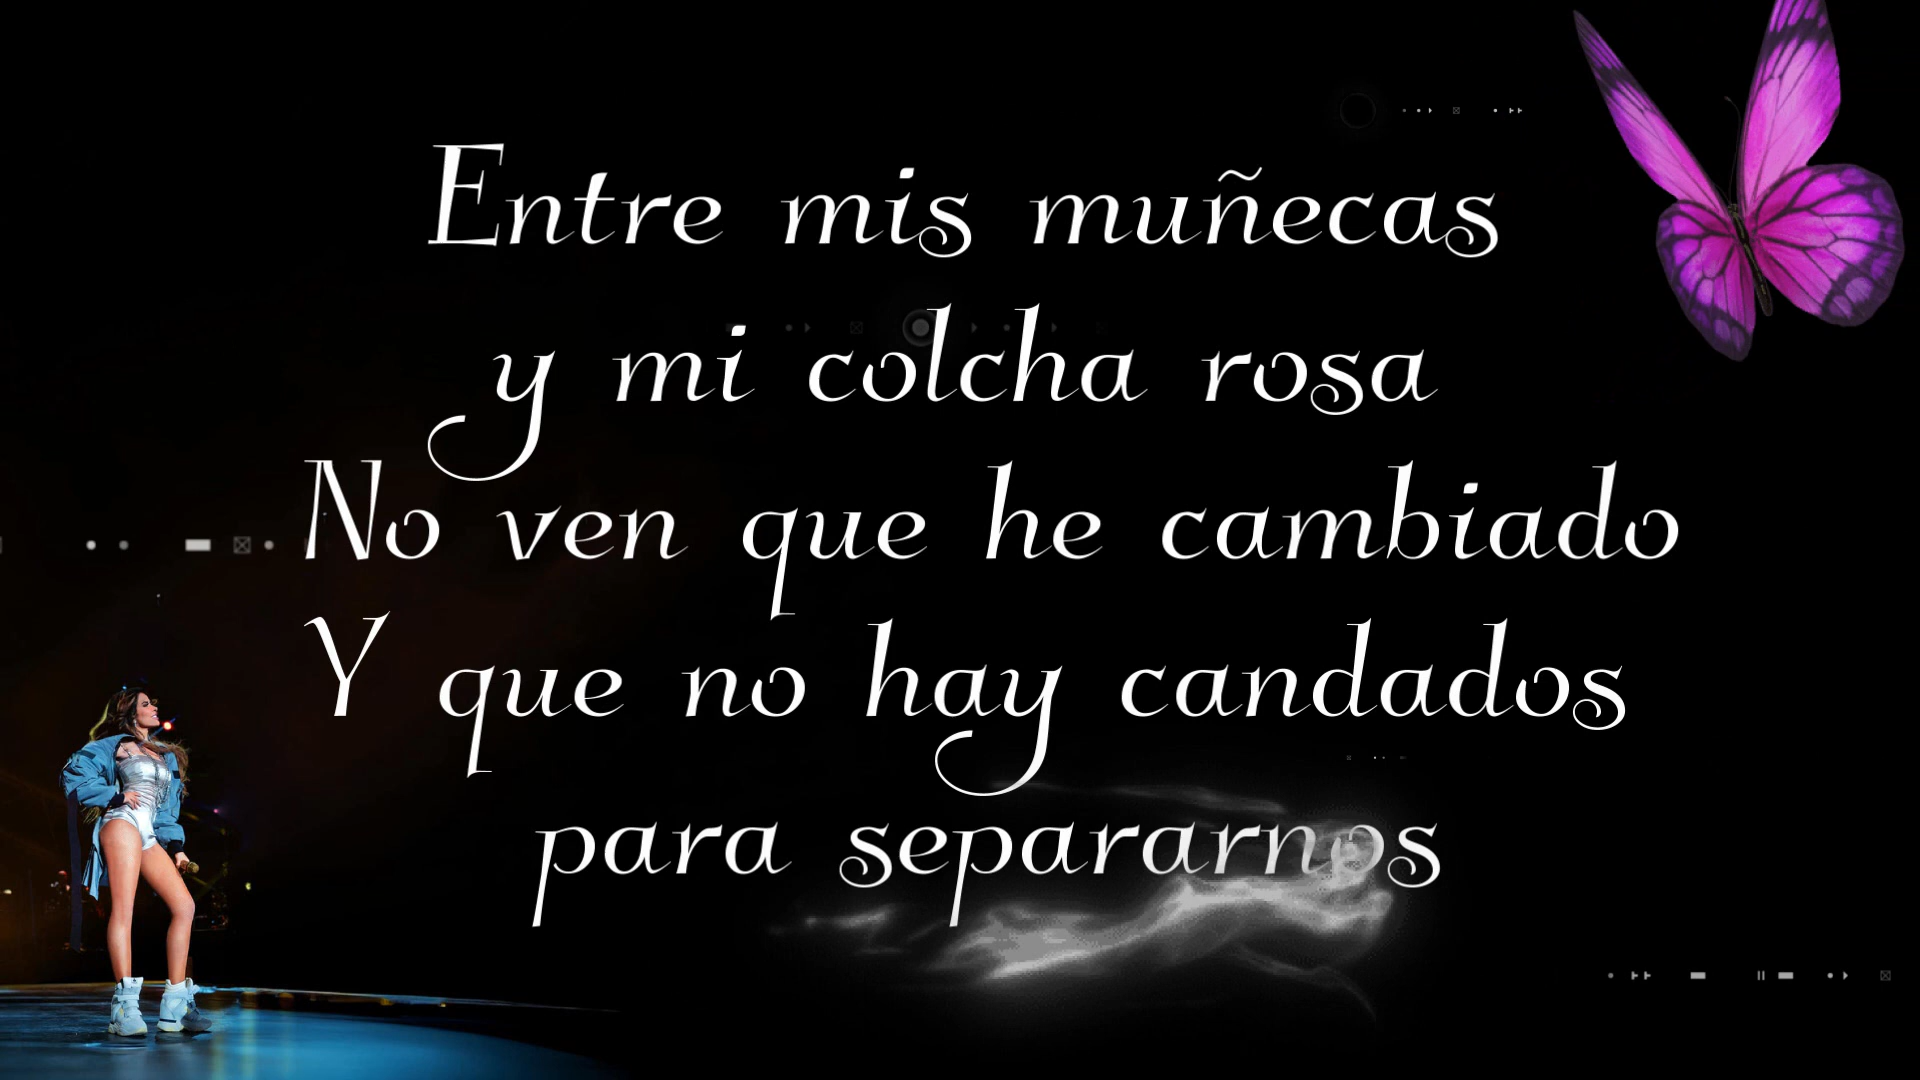 Entre mis muñecas
y mi colcha rosa
No ven que he cambiado
Y que no hay candados
para separarnos